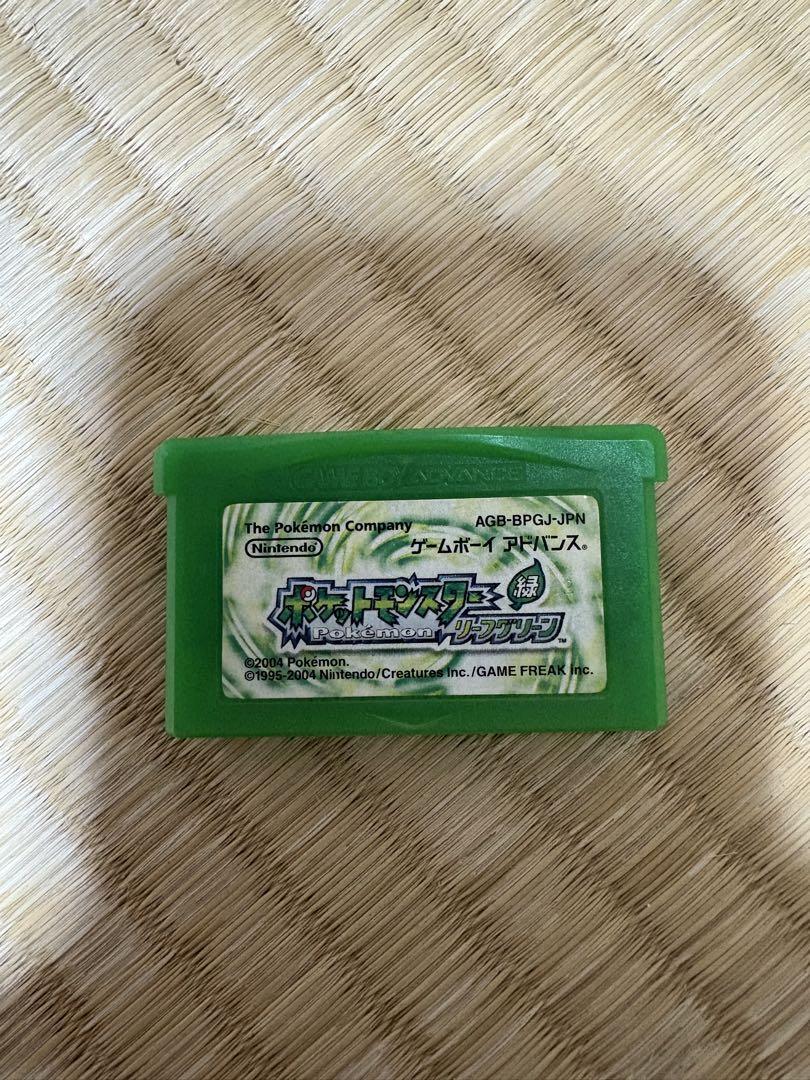 GAME BOY ADVANCE
The Pokémon Company
AGB-BPGJ-JPN
Nintendo
ゲームボーイ アドバンス®
ポケットモンスター 緑
Pokémon リーフグリーン™
©2004 Pokémon.
©1995-2004 Nintendo/Creatures Inc./GAME FREAK Inc.